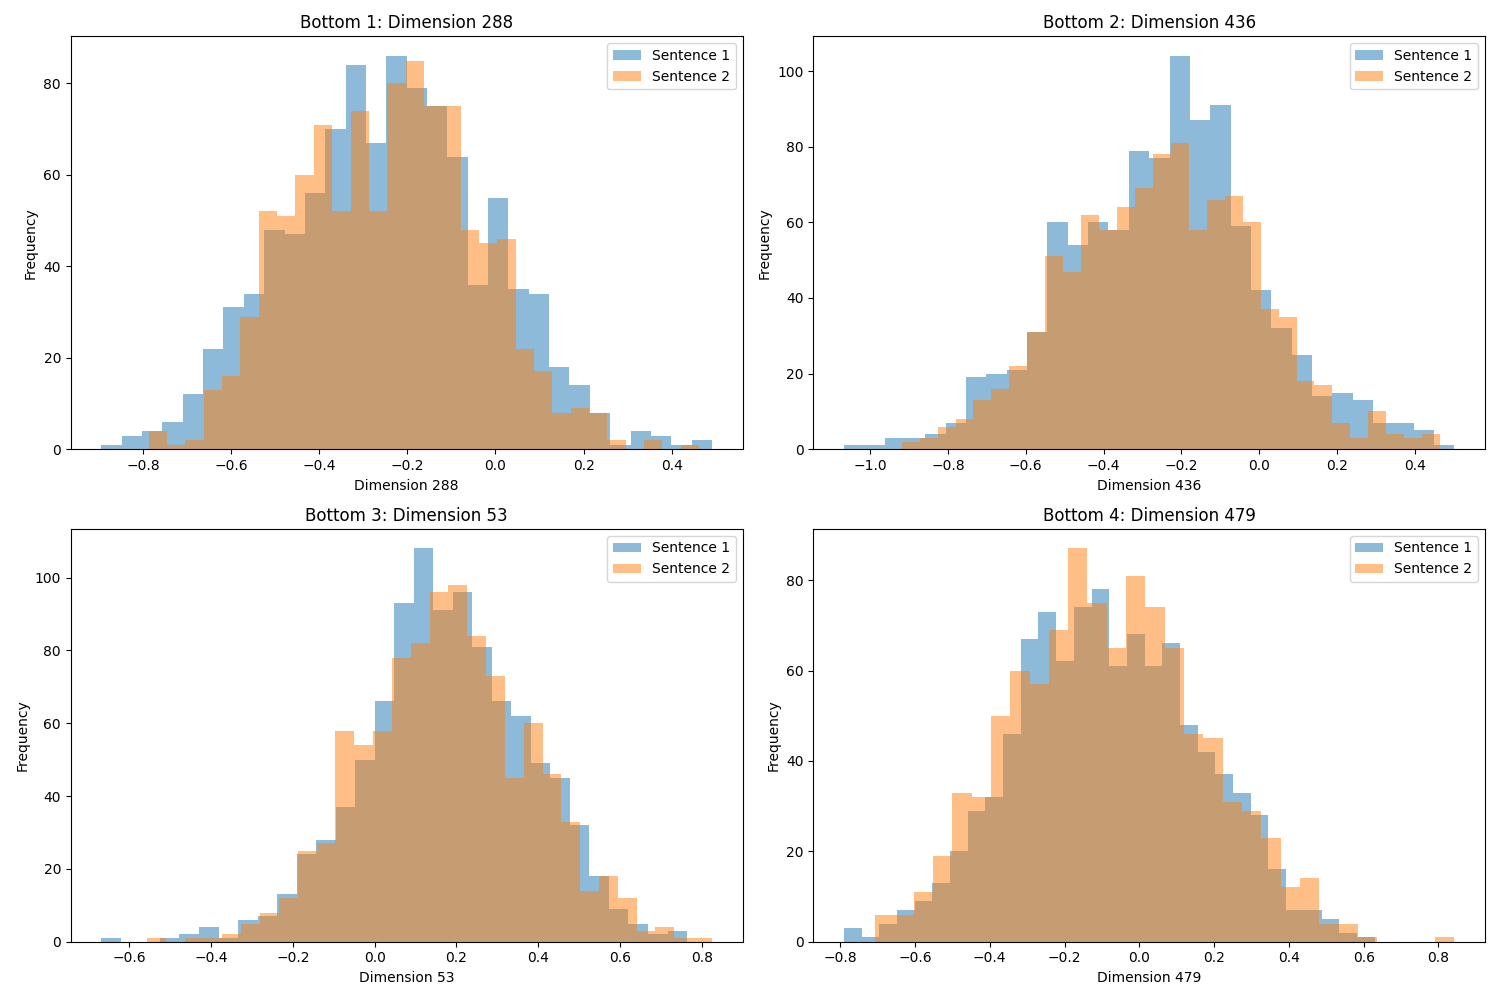 Bottom 1: Dimension 288
Sentence 1
Sentence 2
Frequency
80
60
40
20
0
−0.8 −0.6 −0.4 −0.2 0.0 0.2 0.4
Dimension 288
Bottom 2: Dimension 436
Sentence 1
Sentence 2
Frequency
100
80
60
40
20
0
−1.0 −0.8 −0.6 −0.4 −0.2 0.0 0.2 0.4
Dimension 436
Bottom 3: Dimension 53
Sentence 1
Sentence 2
Frequency
100
80
60
40
20
0
−0.6 −0.4 −0.2 0.0 0.2 0.4 0.6 0.8
Dimension 53
Bottom 4: Dimension 479
Sentence 1
Sentence 2
Frequency
80
60
40
20
0
−0.8 −0.6 −0.4 −0.2 0.0 0.2 0.4 0.6 0.8
Dimension 479